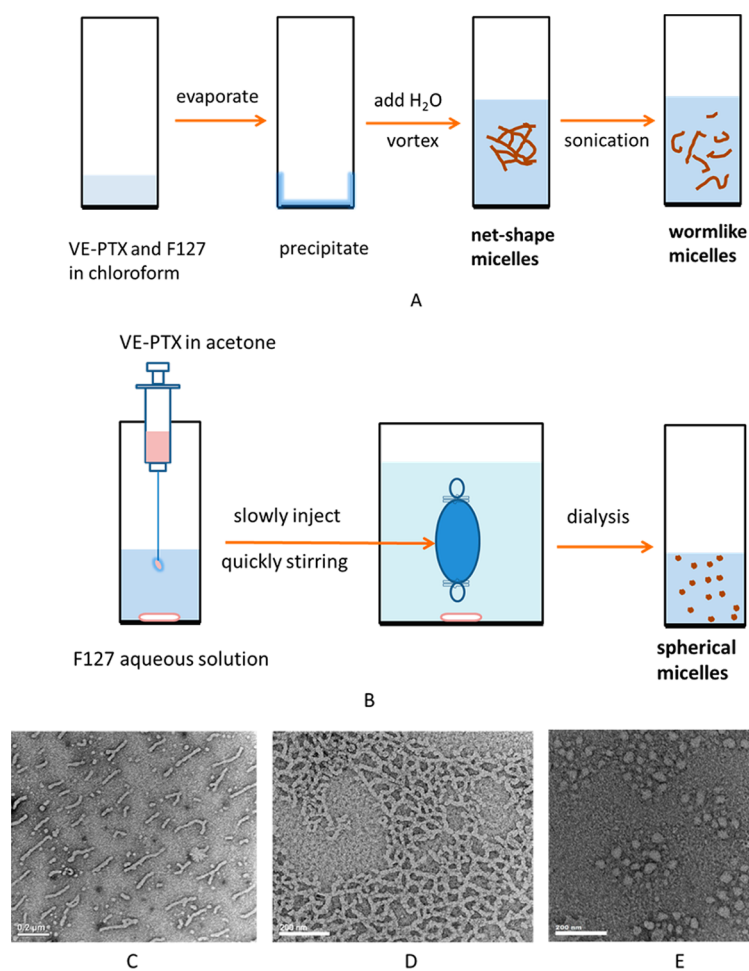 evaporate
add H₂O
vortex
sonication
VE-PTX and F127
in chloroform
precipitate
net-shape
micelles
wormlike
micelles
A
VE-PTX in acetone
slowly inject
quickly stirring
dialysis
F127 aqueous solution
spherical
micelles
B
0.2 µm
200 nm
200 nm
C
D
E